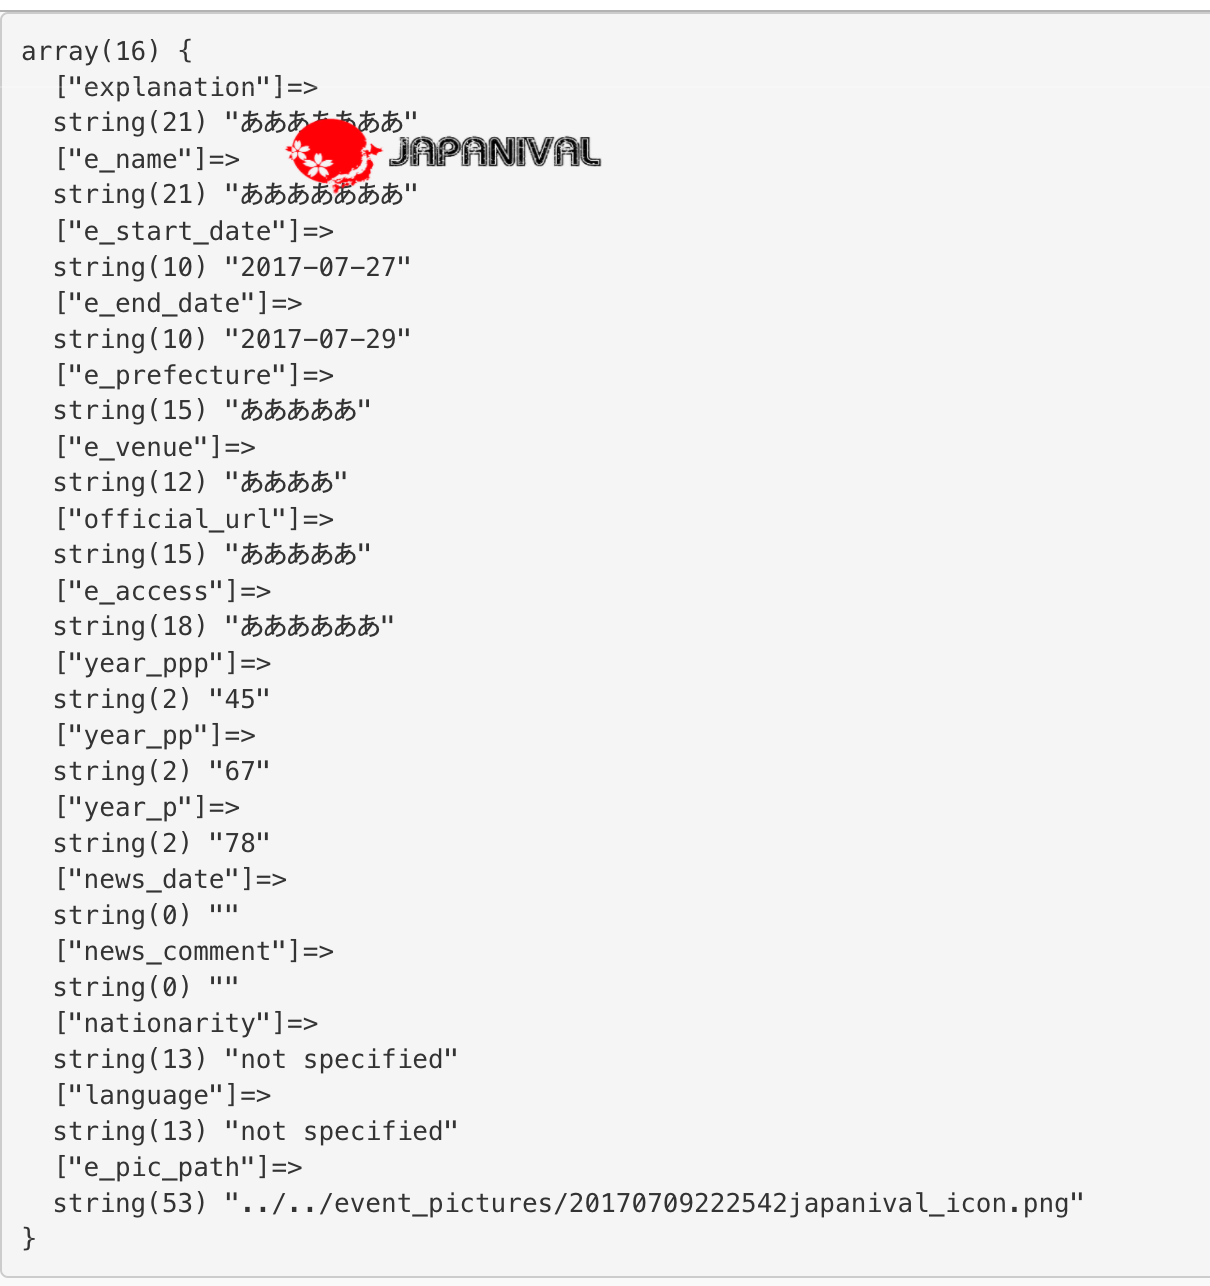 array(16) {
["explanation"]=>
string(21) "あああああああ"
["e_name"]=>
JAPANIVAL
string(21) "あああああああ"
["e_start_date"]=>
string(10) "2017-07-27"
["e_end_date"]=>
string(10) "2017-07-29"
["e_prefecture"]=>
string(15) "あああああ"
["e_venue"]=>
string(12) "ああああ"
["official_url"]=>
string(15) "あああああ"
["e_access"]=>
string(18) "ああああああ"
["year_ppp"]=>
string(2) "45"
["year_pp"]=>
string(2) "67"
["year_p"]=>
string(2) "78"
["news_date"]=>
string(0) ""
["news_comment"]=>
string(0) ""
["nationarity"]=>
string(13) "not specified"
["language"]=>
string(13) "not specified"
["e_pic_path"]=>
string(53) "../../event_pictures/20170709222542japanival_icon.png"
}